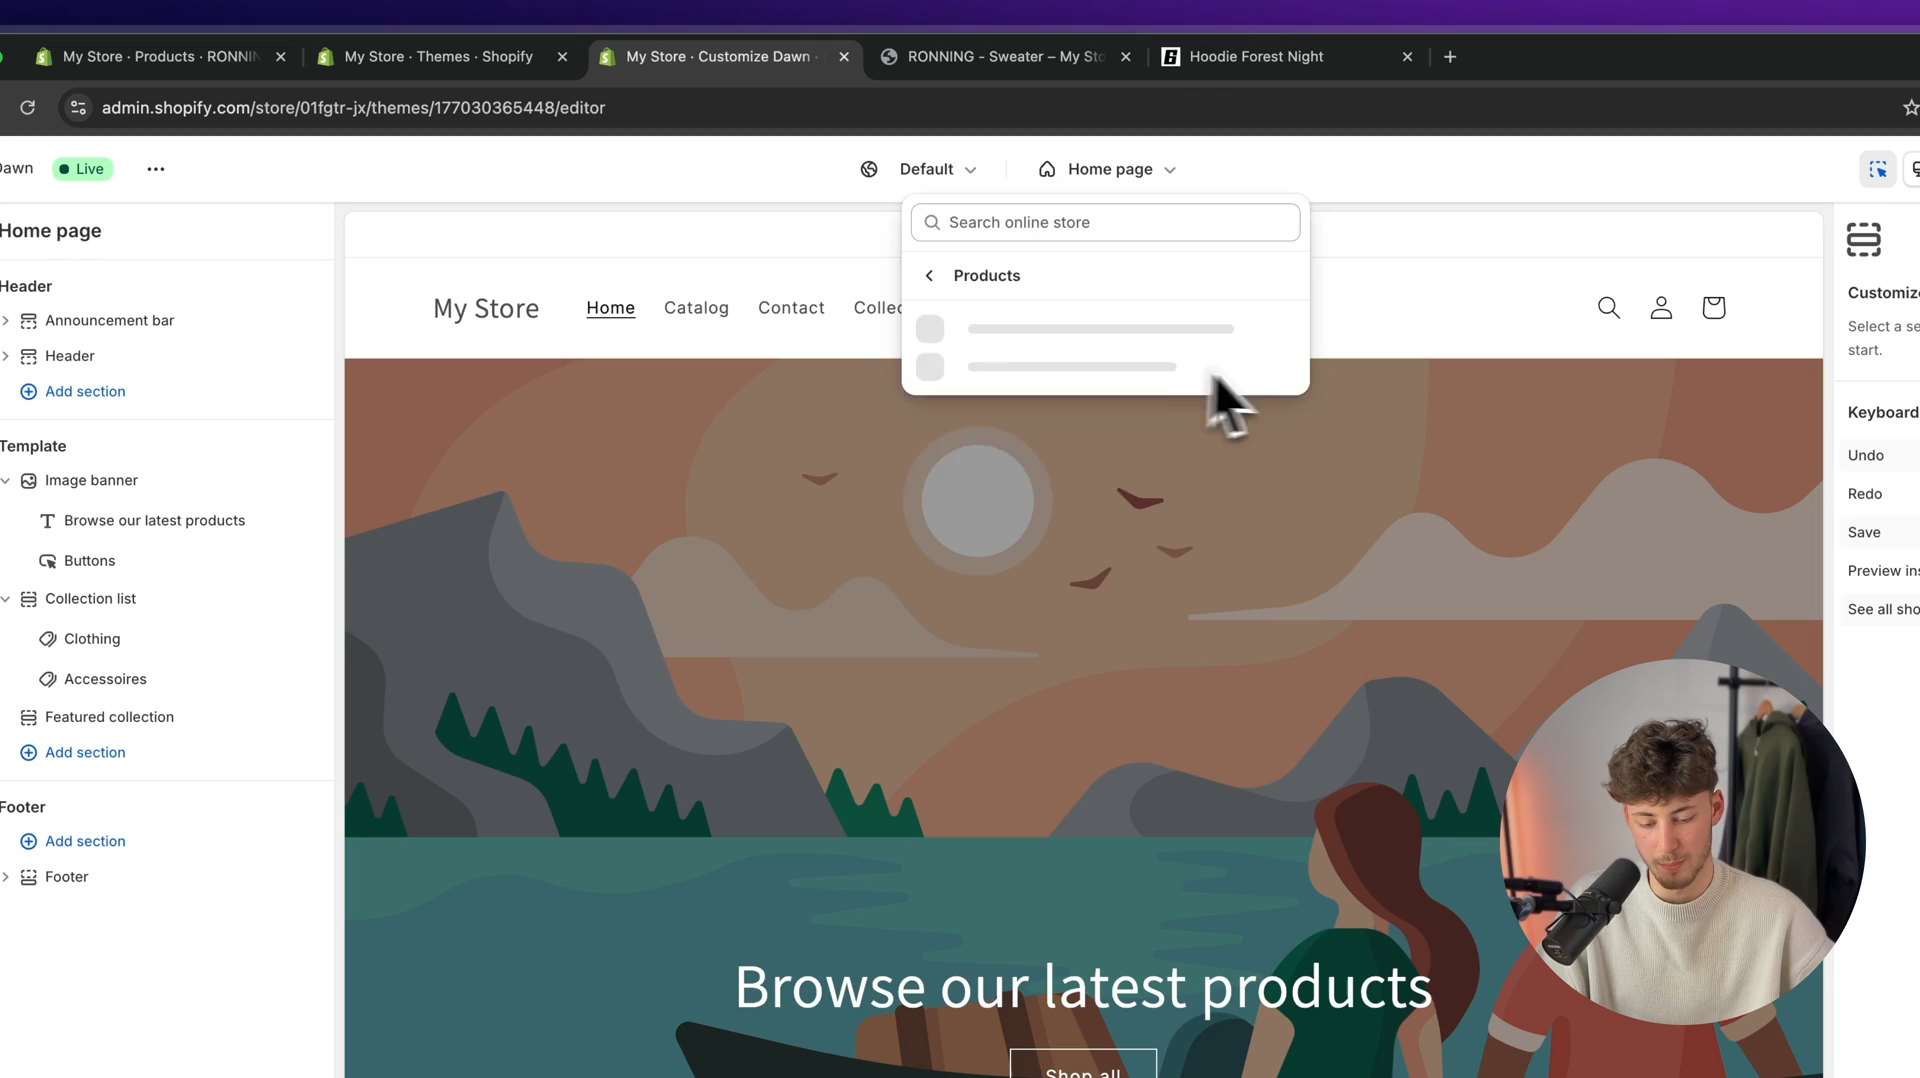 My Store · Products · RONNIN
My Store · Themes · Shopify
My Store · Customize Dawn ·
RONNING - Sweater – My Sto
Hoodie Forest Night
admin.shopify.com/store/01fgtr-jx/themes/177030365448/editor
Dawn
Live
Default
Home page
Search online store
Products
Home page
Header
Announcement bar
Header
Add section
Template
Image banner
Browse our latest products
Buttons
Collection list
Clothing
Accessoires
Featured collection
Add section
Footer
Add section
Footer
My Store
Home
Catalog
Contact
Collec
Browse our latest products
Shop all
Customize
Select a se
start.
Keyboard
Undo
Redo
Save
Preview ins
See all sho